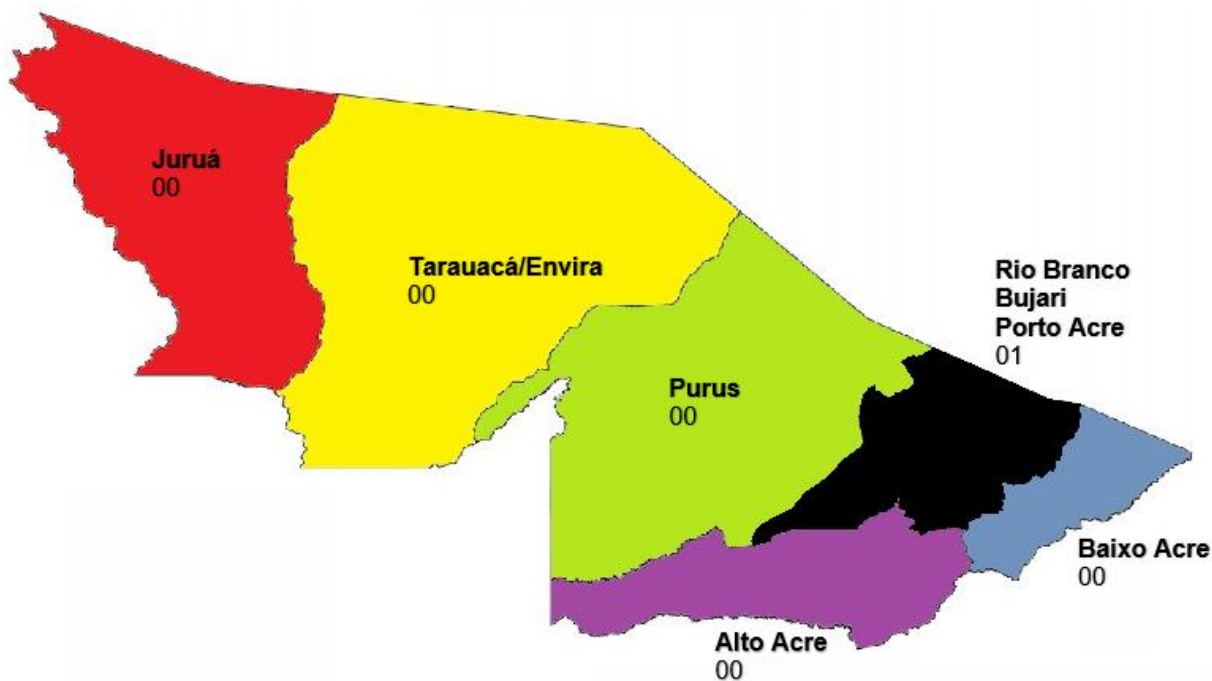 Juruá
00
Tarauacá/Envira
00
Rio Branco
Bujari
Porto Acre
01
Purus
00
Baixo Acre
00
Alto Acre
00